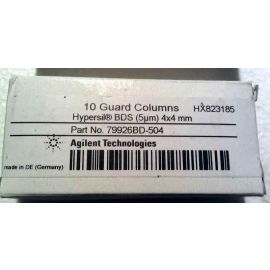 10 Guard Columns HX823185
Hypersil® BDS (5µm) 4x4 mm
Part No. 79926BD-504
Agilent Technologies
made in DE (Germany)